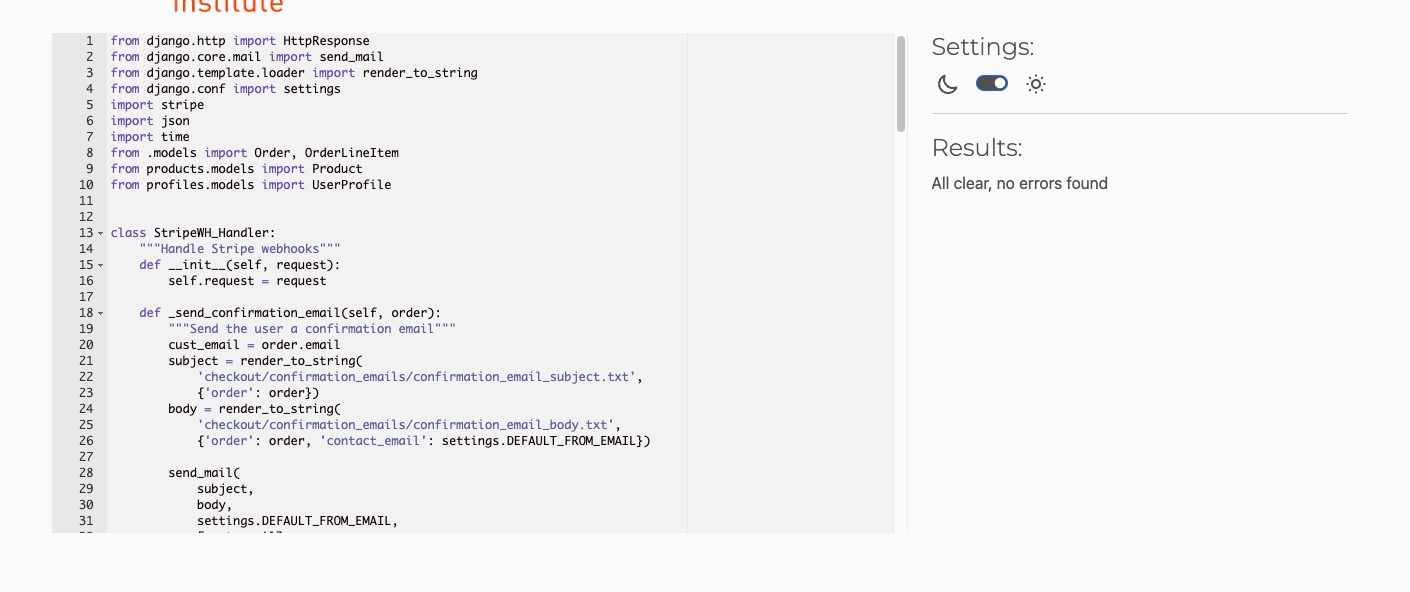 institute
1 from django.http import HttpResponse
2 from django.core.mail import send_mail
3 from django.template.loader import render_to_string
4 from django.conf import settings
5 import stripe
6 import json
7 import time
8 from .models import Order, OrderLineItem
9 from products.models import Product
10 from profiles.models import UserProfile
11
12
13 class StripeWH_Handler:
14     """Handle Stripe webhooks"""
15     def __init__(self, request):
16         self.request = request
17
18     def _send_confirmation_email(self, order):
19         """Send the user a confirmation email"""
20         cust_email = order.email
21         subject = render_to_string(
22             'checkout/confirmation_emails/confirmation_email_subject.txt',
23             {'order': order})
24         body = render_to_string(
25             'checkout/confirmation_emails/confirmation_email_body.txt',
26             {'order': order, 'contact_email': settings.DEFAULT_FROM_EMAIL})
27
28         send_mail(
29             subject,
30             body,
31             settings.DEFAULT_FROM_EMAIL,
Settings:
Results:
All clear, no errors found